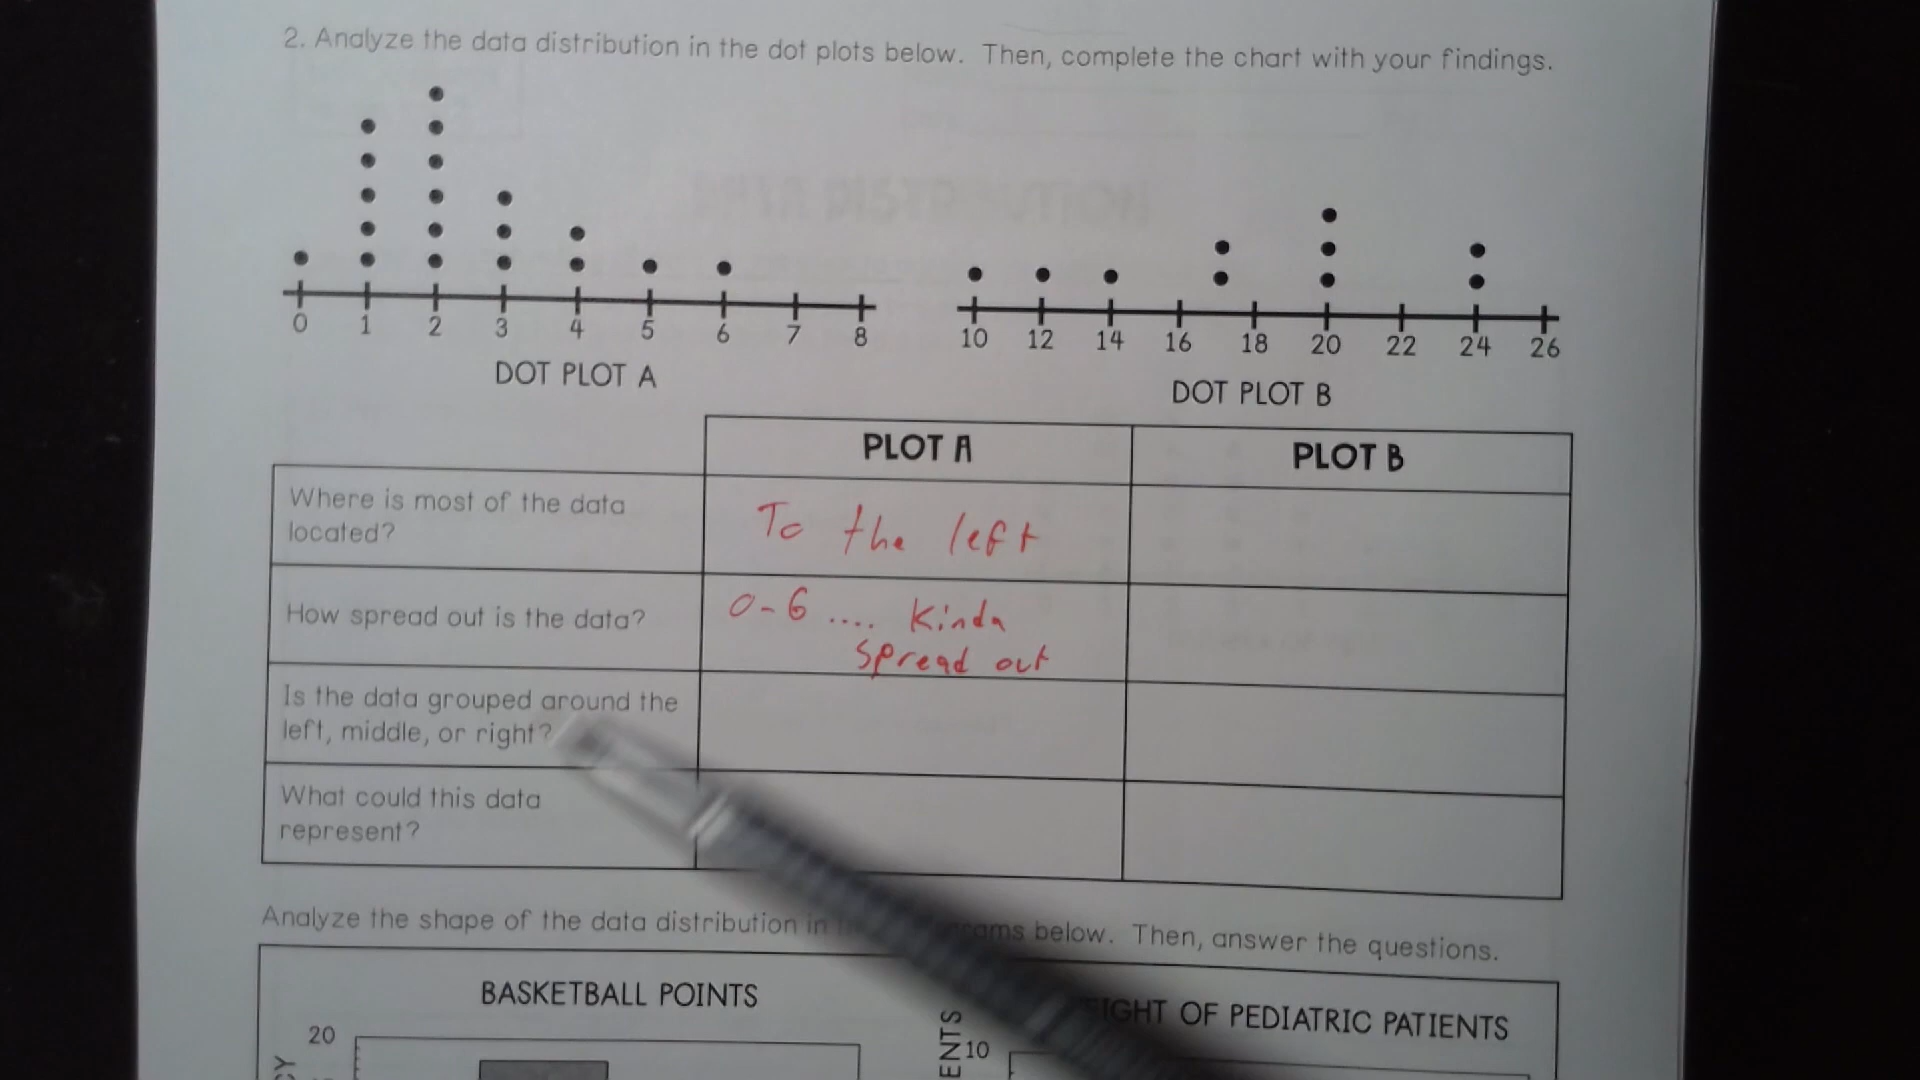 2. Analyze the data distribution in the dot plots below. Then, complete the chart with your findings.
0 1 2 3 4 5 6 7 8
DOT PLOT A
10 12 14 16 18 20 22 24 26
DOT PLOT B
PLOT A
PLOT B
Where is most of the data
located?
To the left
How spread out is the data?
0-6 .... Kinda
spread out
Is the data grouped around the
left, middle, or right?
What could this data
represent?
Analyze the shape of the data distribution in below. Then, answer the questions.
BASKETBALL POINTS
20
OF PEDIATRIC PATIENTS
10